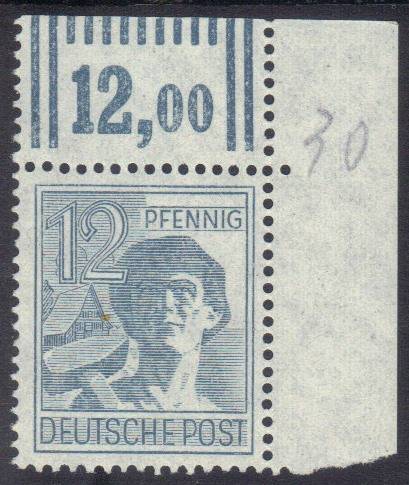 12,00
30
12 PFENNIG
DEUTSCHE POST